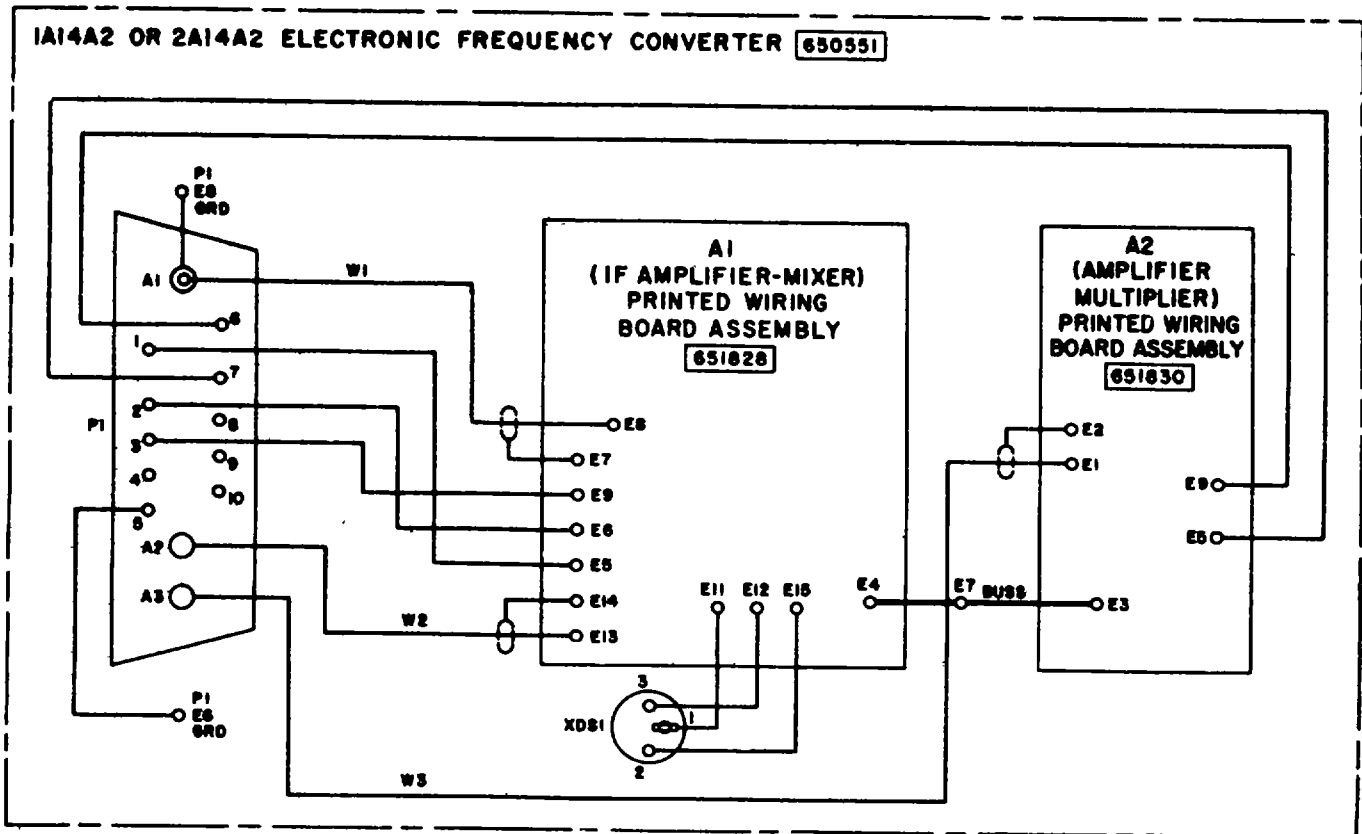 1A14A2 OR 2A14A2 ELECTRONIC FREQUENCY CONVERTER 650551
P1
E8
GRD
A1
W1
6
1
7
2
P1
8
3
9
4
10
5
A2
A3
W2
P1
E6
GRD
A1
(IF AMPLIFIER-MIXER)
PRINTED WIRING
BOARD ASSEMBLY
651828
E8
E7
E9
E6
E5
E14
E13
E11 E12 E15
E4
E7 BUSS
XDS1
3
1
2
W3
A2
(AMPLIFIER
MULTIPLIER)
PRINTED WIRING
BOARD ASSEMBLY
651830
E2
E1
E9
E5
E3